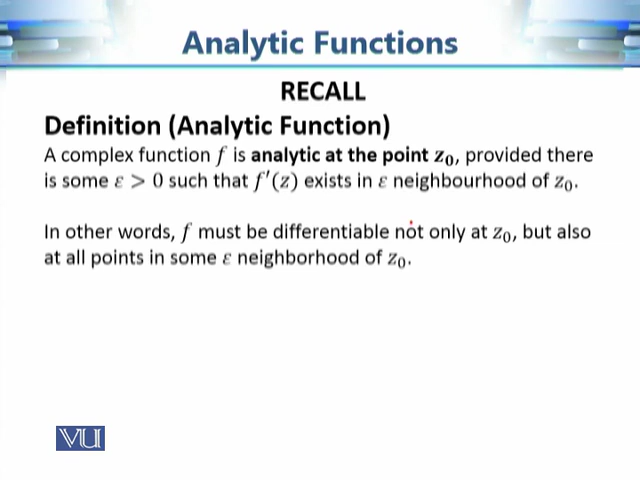 Analytic Functions
RECALL
Definition (Analytic Function)
A complex function f is analytic at the point z₀, provided there
is some ε > 0 such that f′(z) exists in ε neighbourhood of z₀.
In other words, f must be differentiable not only at z₀, but also
at all points in some ε neighborhood of z₀.
VU